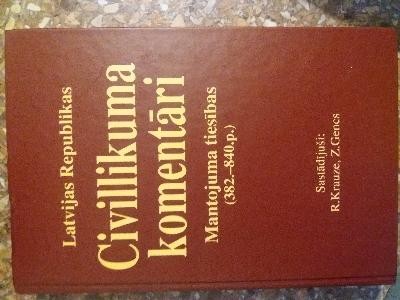 Latvijas Republikas
Civillikuma
komentāri
Mantojuma tiesības
(382.–840.p.)
Sastādījuši:
R.Krauze, Z.Gencs